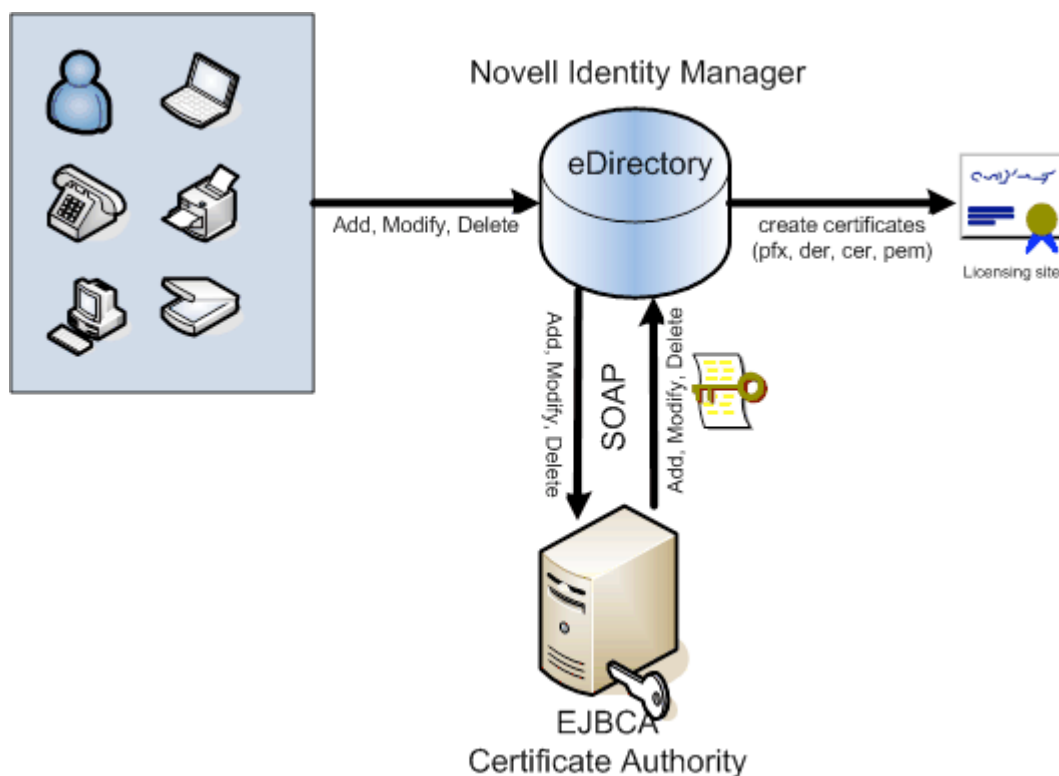 Novell Identity Manager
eDirectory
Add, Modify, Delete
create certificates
(pfx, der, cer, pem)
Licensing site
Add, Modify, Delete
SOAP
Add, Modify, Delete
EJBCA
Certificate Authority